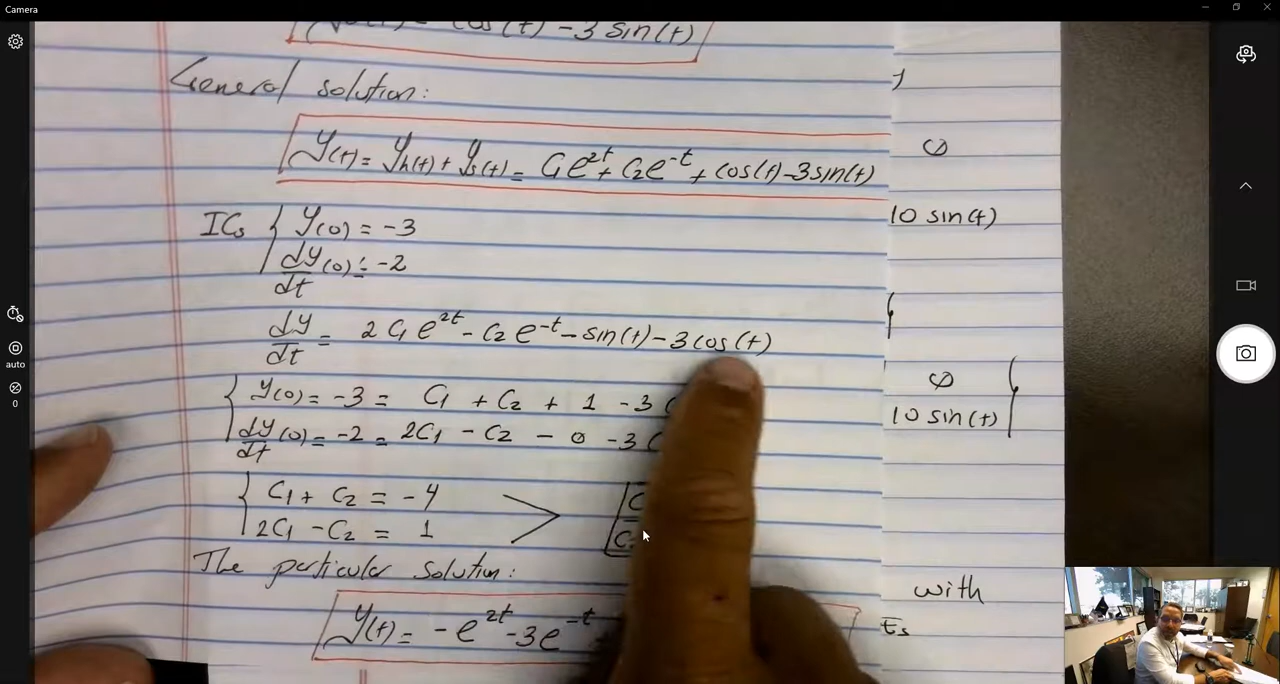 Camera
cos(t) - 3 sin(t)
General solution:
y(t) = yh(t) + ys(t) = C1e^2t + C2e^-t + cos(t) - 3sin(t)
ICs { y(0) = -3
dy/dt (0) = -2
10 sin(t)
dy/dt = 2C1e^2t - C2e^-t - sin(t) - 3cos(t)
{ y(0) = -3 = C1 + C2 + 1 - 3(
dy/dt (0) = -2 = 2C1 - C2 - 0 - 3(
10 sin(t)
{ C1 + C2 = -4
2C1 - C2 = 1
The particular solution:
with
y(t) = -e^2t - 3e^-t
auto
0